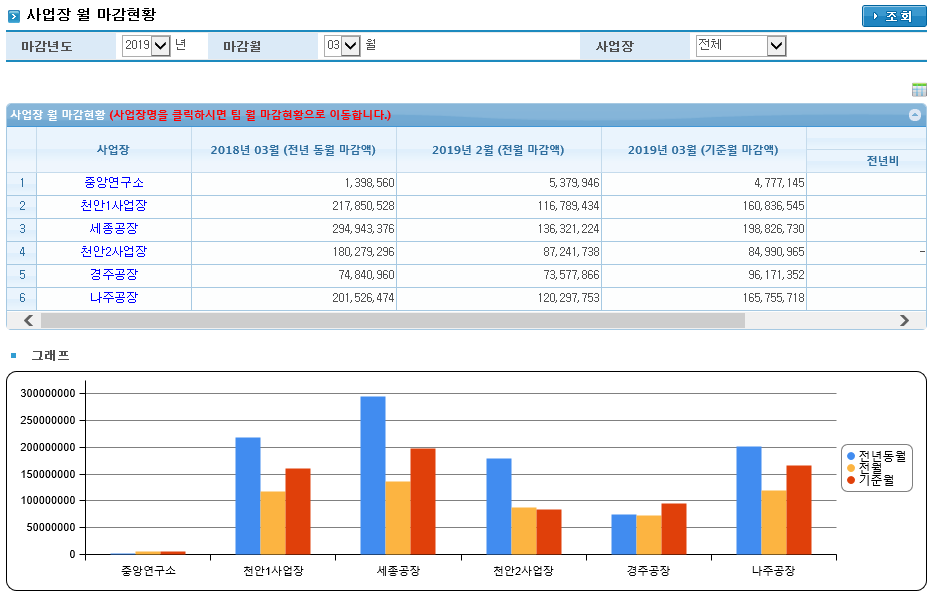 사업장 월 마감현황
조회
마감년도 2019 년 마감월 03 월 사업장 전체
사업장 월 마감현황 (사업장명을 클릭하시면 팀 월 마감현황으로 이동합니다.)
사업장 2018년 03월 (전년 동월 마감액) 2019년 2월 (전월 마감액) 2019년 03월 (기준월 마감액) 전년비
1 중앙연구소 1,398,560 5,379,946 4,777,145
2 천안1사업장 217,850,528 116,789,434 160,836,545
3 세종공장 294,943,376 136,321,224 198,826,730
4 천안2사업장 180,279,296 87,241,738 84,990,965 -
5 경주공장 74,840,960 73,577,866 96,171,352
6 나주공장 201,526,474 120,297,753 165,755,718
그래프
300000000
250000000
200000000
150000000
100000000
50000000
0
중앙연구소 천안1사업장 세종공장 천안2사업장 경주공장 나주공장
전년동월
전월
기준월